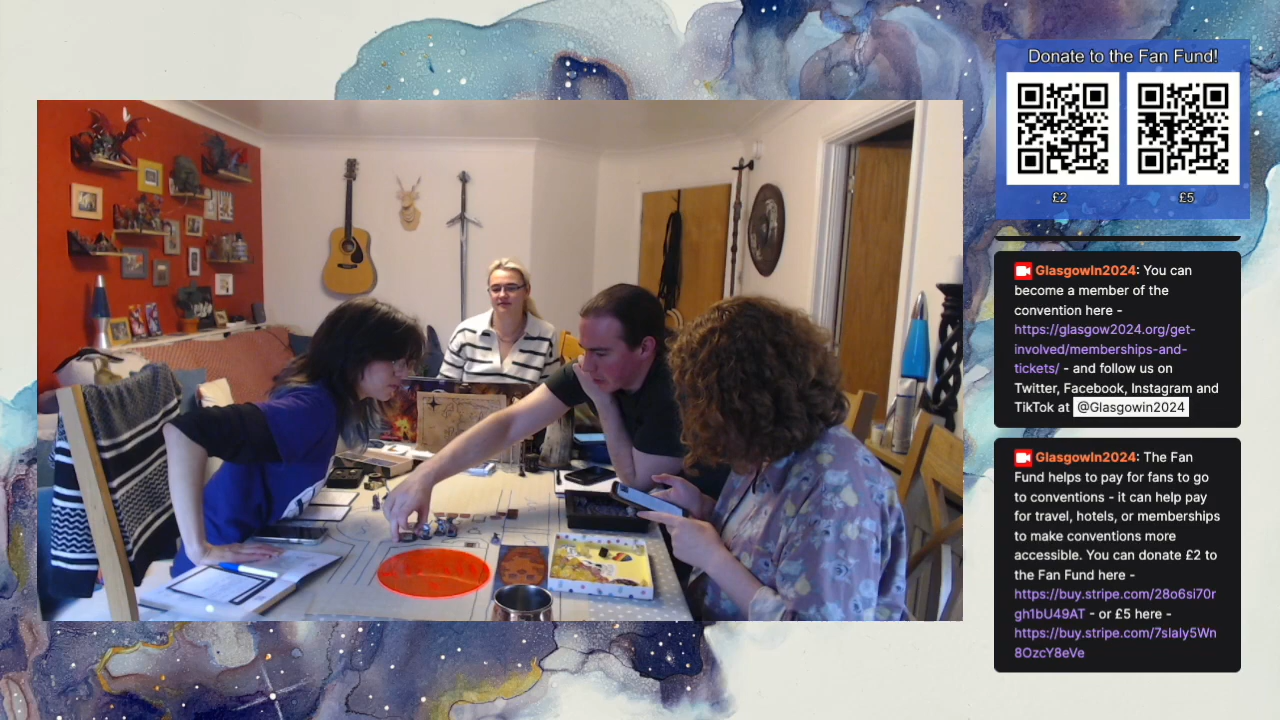 Donate to the Fan Fund!
£2
£5
GlasgowIn2024: You can
become a member of the
convention here -
https://glasgow2024.org/get-
involved/memberships-and-
tickets/ - and follow us on
Twitter, Facebook, Instagram and
TikTok at @Glasgowin2024
GlasgowIn2024: The Fan
Fund helps to pay for fans to go
to conventions - it can help pay
for travel, hotels, or memberships
to make conventions more
accessible. You can donate £2 to
the Fan Fund here -
https://buy.stripe.com/28o6si70r
gh1bU49AT - or £5 here -
https://buy.stripe.com/7sIaIy5Wn
8OzcY8eVe